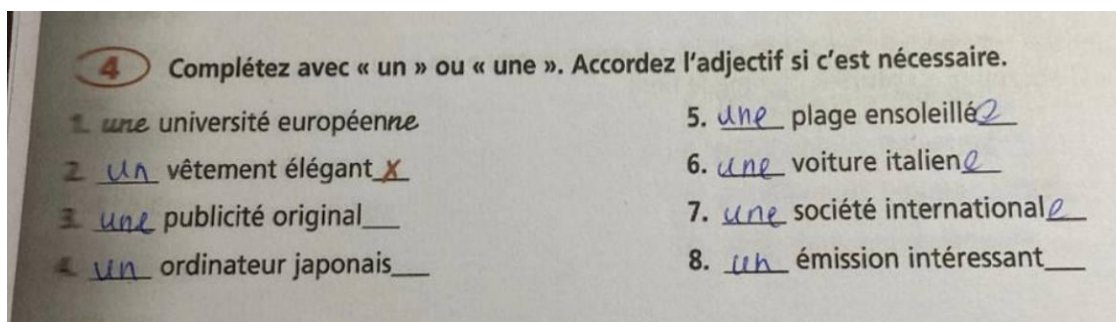 4 Complétez avec « un » ou « une ». Accordez l'adjectif si c'est nécessaire.
1. une université européenne
2. un vêtement élégant x
3. une publicité original___
4. un ordinateur japonais___
5. une plage ensoleillée
6. une voiture italiene
7. une société internationale
8. un émission intéressant___